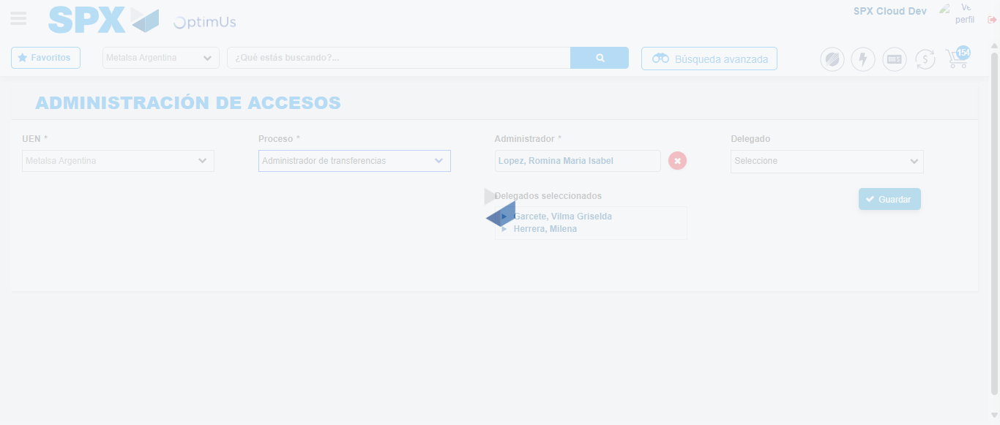 SPX
OptimUs
SPX Cloud Dev
perfil
Favoritos
Metalsa Argentina
¿Qué estás buscando?...
Búsqueda avanzada
154
ADMINISTRACIÓN DE ACCESOS
UEN *
Proceso *
Administrador *
Delegado
Metalsa Argentina
Administrador de transferencias
Lopez, Romina Maria Isabel
Seleccione
Delegados seleccionados
Guardar
Garcete, Vilma Griselda
Herrera, Milena